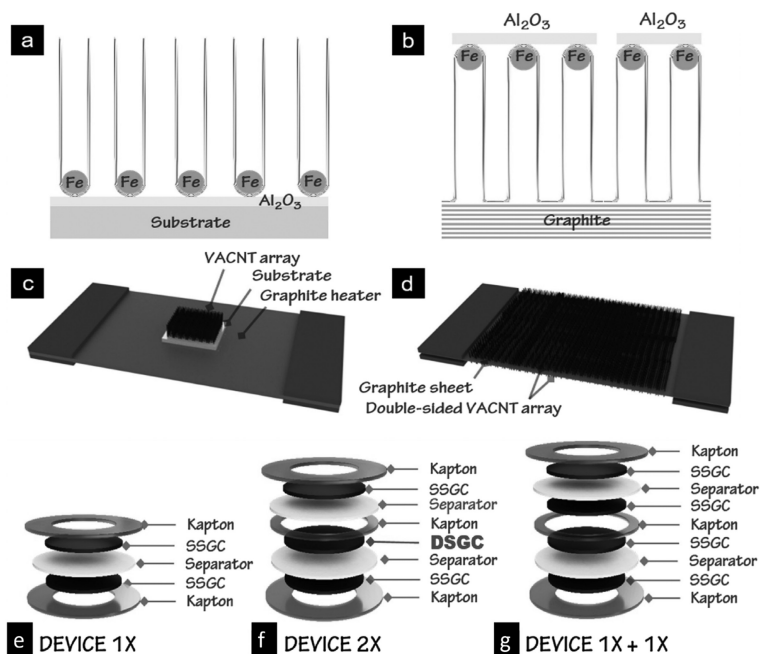 a
Fe Fe Fe Fe Fe
Al₂O₃
Substrate
b
Al₂O₃ Al₂O₃
Fe Fe Fe Fe Fe
Graphite
c
VACNT array
Substrate
Graphite heater
d
Graphite sheet
Double-sided VACNT array
Kapton
SSGC
Separator
SSGC
Kapton
e DEVICE 1X
Kapton
SSGC
Separator
Kapton
DSGC
Separator
SSGC
Kapton
f DEVICE 2X
Kapton
SSGC
Separator
SSGC
Kapton
SSGC
Separator
SSGC
Kapton
g DEVICE 1X + 1X